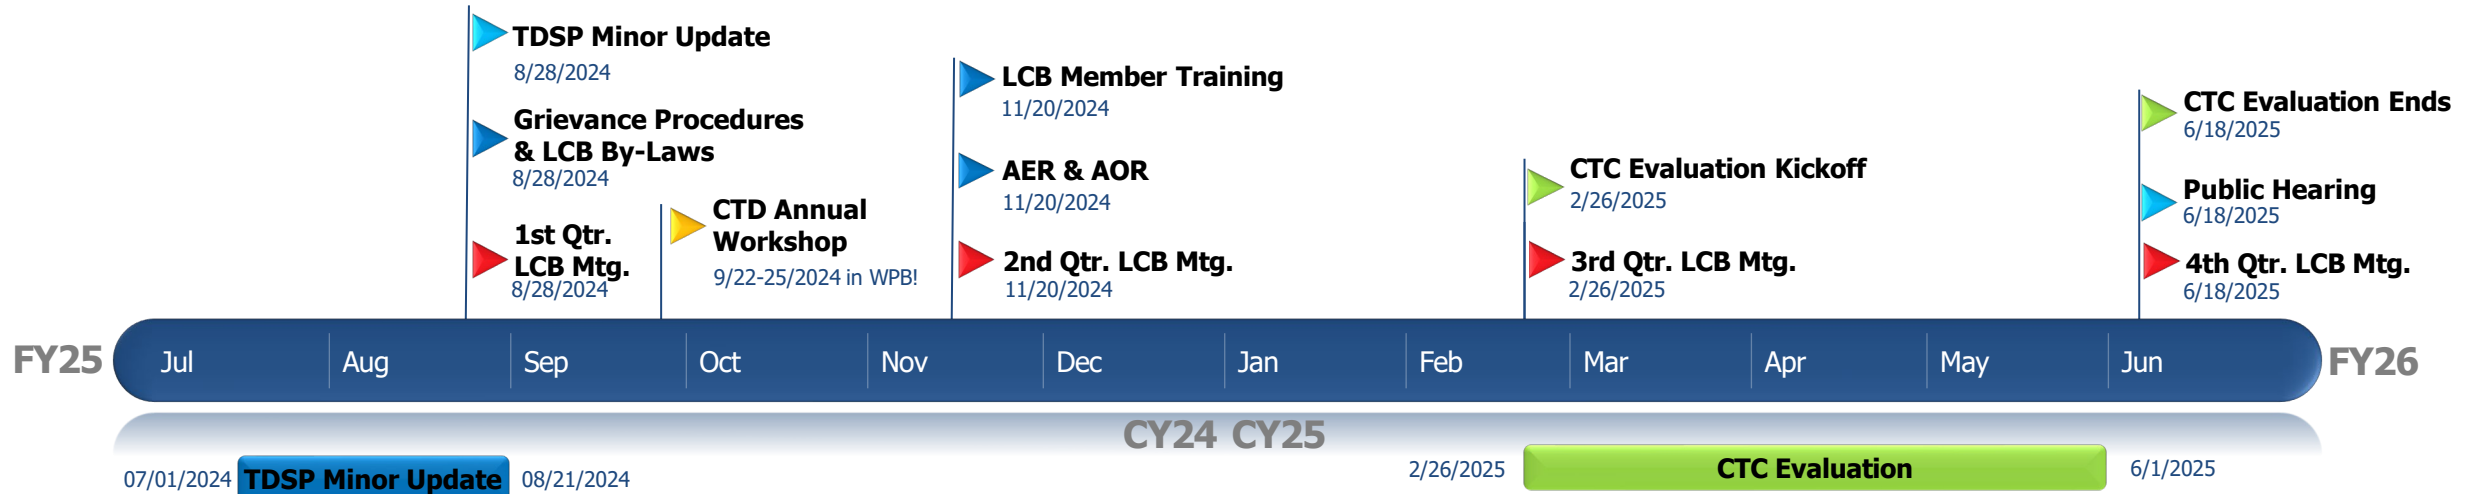 TDSP Minor Update
8/28/2024
Grievance Procedures
& LCB By-Laws
8/28/2024
1st Qtr.
LCB Mtg.
8/28/2024
CTD Annual
Workshop
9/22-25/2024 in WPB!
LCB Member Training
11/20/2024
AER & AOR
11/20/2024
2nd Qtr. LCB Mtg.
11/20/2024
CTC Evaluation Kickoff
2/26/2025
3rd Qtr. LCB Mtg.
2/26/2025
CTC Evaluation Ends
6/18/2025
Public Hearing
6/18/2025
4th Qtr. LCB Mtg.
6/18/2025
FY25 Jul Aug Sep Oct Nov Dec Jan Feb Mar Apr May Jun FY26
CY24 CY25
07/01/2024 TDSP Minor Update 08/21/2024
2/26/2025 CTC Evaluation 6/1/2025